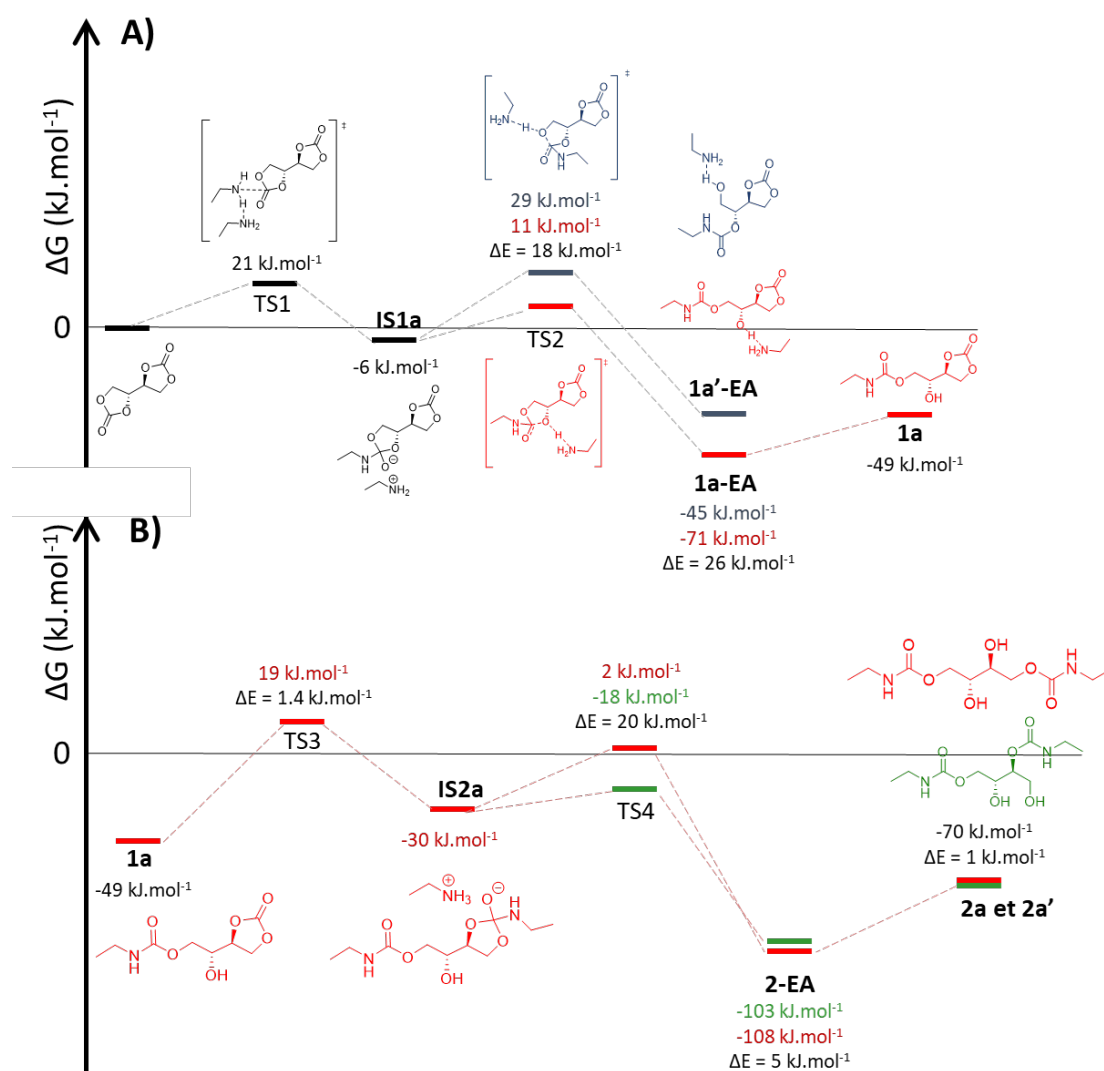 A)
ΔG (kJ.mol⁻¹)
0
21 kJ.mol⁻¹
TS1
IS1a
-6 kJ.mol⁻¹
29 kJ.mol⁻¹
11 kJ.mol⁻¹
ΔE = 18 kJ.mol⁻¹
TS2
1a’-EA
1a-EA
-45 kJ.mol⁻¹
-71 kJ.mol⁻¹
ΔE = 26 kJ.mol⁻¹
1a
-49 kJ.mol⁻¹
B)
ΔG (kJ.mol⁻¹)
0
1a
-49 kJ.mol⁻¹
19 kJ.mol⁻¹
ΔE = 1.4 kJ.mol⁻¹
TS3
IS2a
-30 kJ.mol⁻¹
2 kJ.mol⁻¹
-18 kJ.mol⁻¹
ΔE = 20 kJ.mol⁻¹
TS4
2-EA
-103 kJ.mol⁻¹
-108 kJ.mol⁻¹
ΔE = 5 kJ.mol⁻¹
-70 kJ.mol⁻¹
ΔE = 1 kJ.mol⁻¹
2a et 2a’